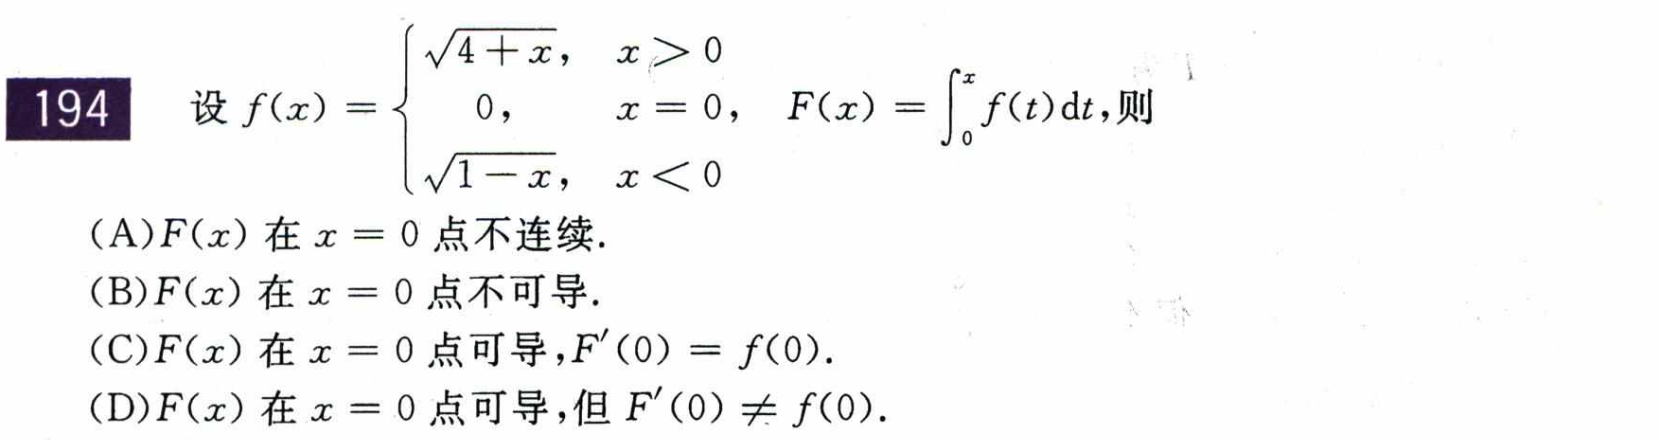 194 设 f(x) = { √(4+x), x > 0
0, x = 0, F(x) = ∫₀ˣ f(t)dt,则
√(1−x), x < 0
(A)F(x) 在 x = 0 点不连续.
(B)F(x) 在 x = 0 点不可导.
(C)F(x) 在 x = 0 点可导,F′(0) = f(0).
(D)F(x) 在 x = 0 点可导,但 F′(0) ≠ f(0).